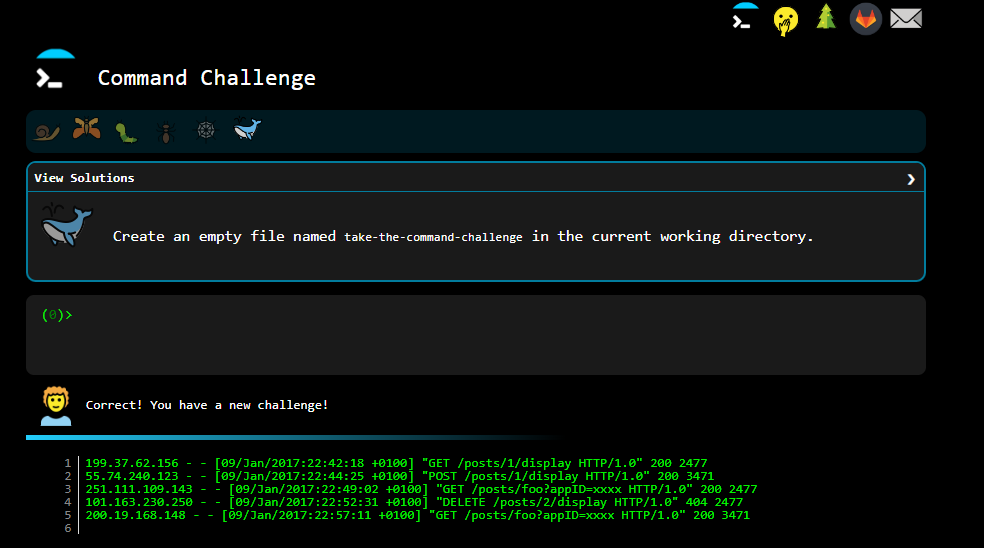 Command Challenge
View Solutions
Create an empty file named take-the-command-challenge in the current working directory.
(0)>
Correct! You have a new challenge!
1 199.37.62.156 - - [09/Jan/2017:22:42:18 +0100] "GET /posts/1/display HTTP/1.0" 200 2477
2 55.74.240.123 - - [09/Jan/2017:22:44:25 +0100] "POST /posts/1/display HTTP/1.0" 200 3471
3 251.111.109.143 - - [09/Jan/2017:22:49:02 +0100] "GET /posts/foo?appID=xxxx HTTP/1.0" 200 2477
4 101.163.230.250 - - [09/Jan/2017:22:52:31 +0100] "DELETE /posts/2/display HTTP/1.0" 404 2477
5 200.19.168.148 - - [09/Jan/2017:22:57:11 +0100] "GET /posts/foo?appID=xxxx HTTP/1.0" 200 3471
6